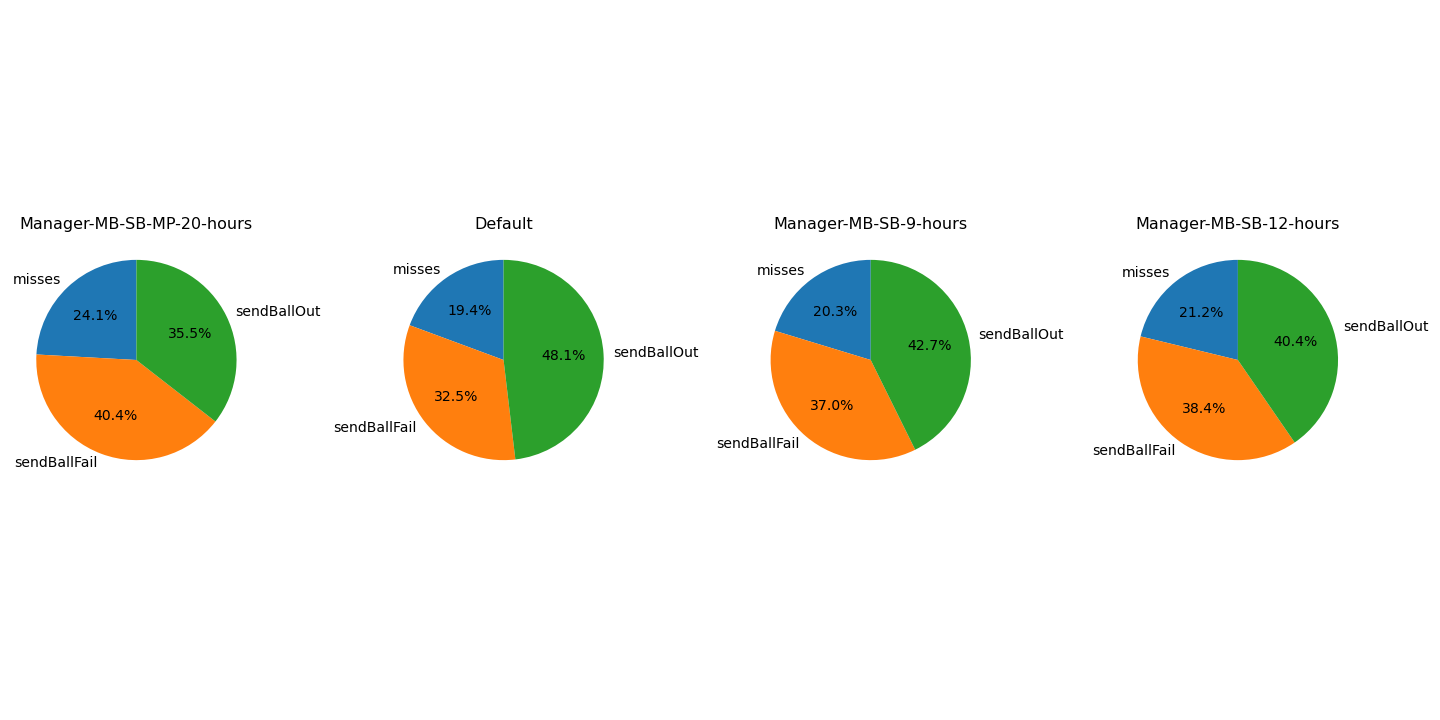 Manager-MB-SB-MP-20-hours
misses
24.1%
sendBallOut
35.5%
40.4%
sendBallFail
Default
misses
19.4%
sendBallOut
48.1%
32.5%
sendBallFail
Manager-MB-SB-9-hours
misses
20.3%
sendBallOut
42.7%
37.0%
sendBallFail
Manager-MB-SB-12-hours
misses
21.2%
sendBallOut
40.4%
38.4%
sendBallFail